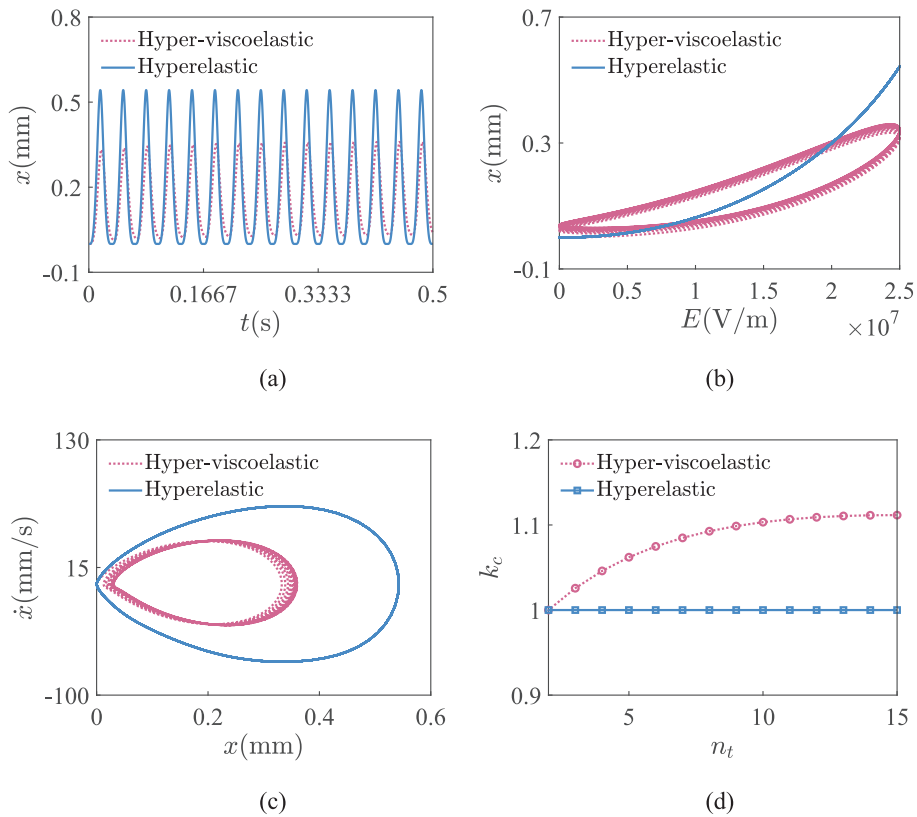 0.8
Hyper-viscoelastic
Hyperelastic
0.5
x(mm)
0.2
-0.1
0 0.1667 0.3333 0.5
t(s)
(a)
0.7
Hyper-viscoelastic
Hyperelastic
x(mm)
0.3
-0.1
0 0.5 1 1.5 2 2.5
E(V/m) ×10⁷
(b)
130
Hyper-viscoelastic
Hyperelastic
ẋ(mm/s)
15
-100
0 0.2 0.4 0.6
x(mm)
(c)
1.2
Hyper-viscoelastic
Hyperelastic
1.1
k_c
1
0.9
5 10 15
n_t
(d)